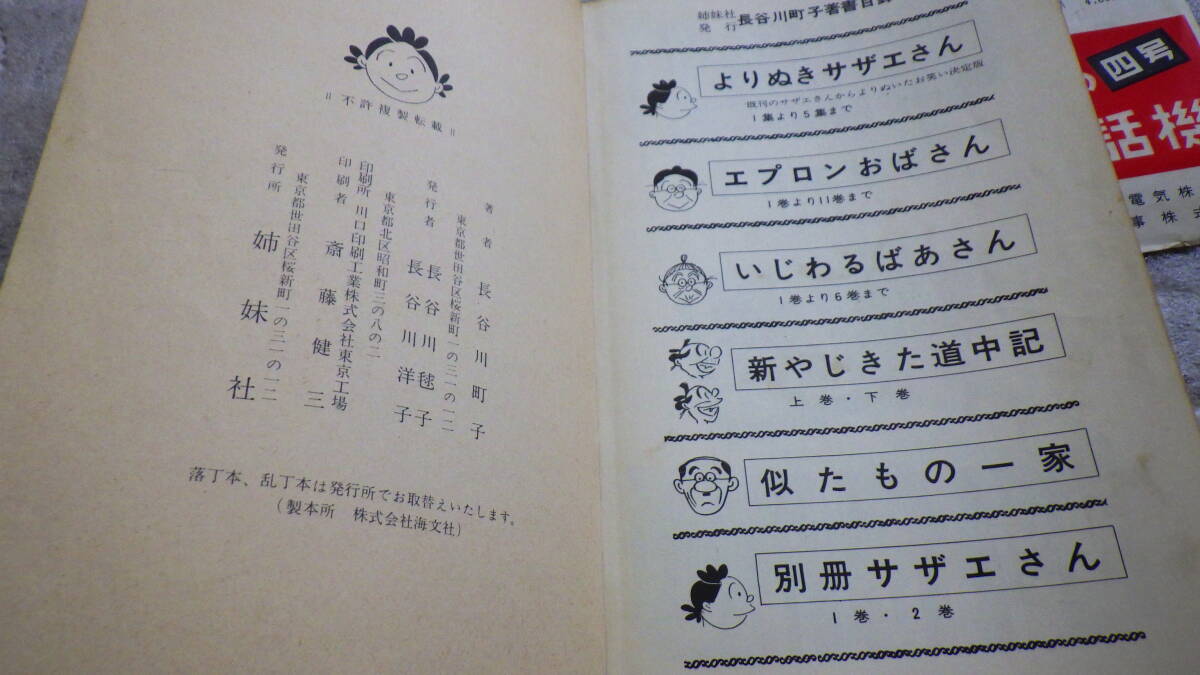 =不許複製転載=
著者 長谷川町子
東京都世田谷区桜新町一の三一の一二
発行者 長谷川毬子
長谷川洋子
東京都北区昭和町三の八の二
印刷所 川口印刷工業株式会社東京工場
印刷者 斎藤健三
東京都世田谷区桜新町一の三一の一二
発行所 姉妹社
落丁本、乱丁本は発行所でお取替えいたします。
(製本所 株式会社海文社)
姉妹社
発行
長谷川町子著書目録
よりぬきサザエさん
既刊のサザエさんからよりぬいたお笑い決定版
1集より5集まで
エプロンおばさん
1巻より11巻まで
いじわるばあさん
1巻より6巻まで
新やじきた道中記
上巻・下巻
似たもの一家
別冊サザエさん
1巻・2巻
四号
話機
電気株
事株式